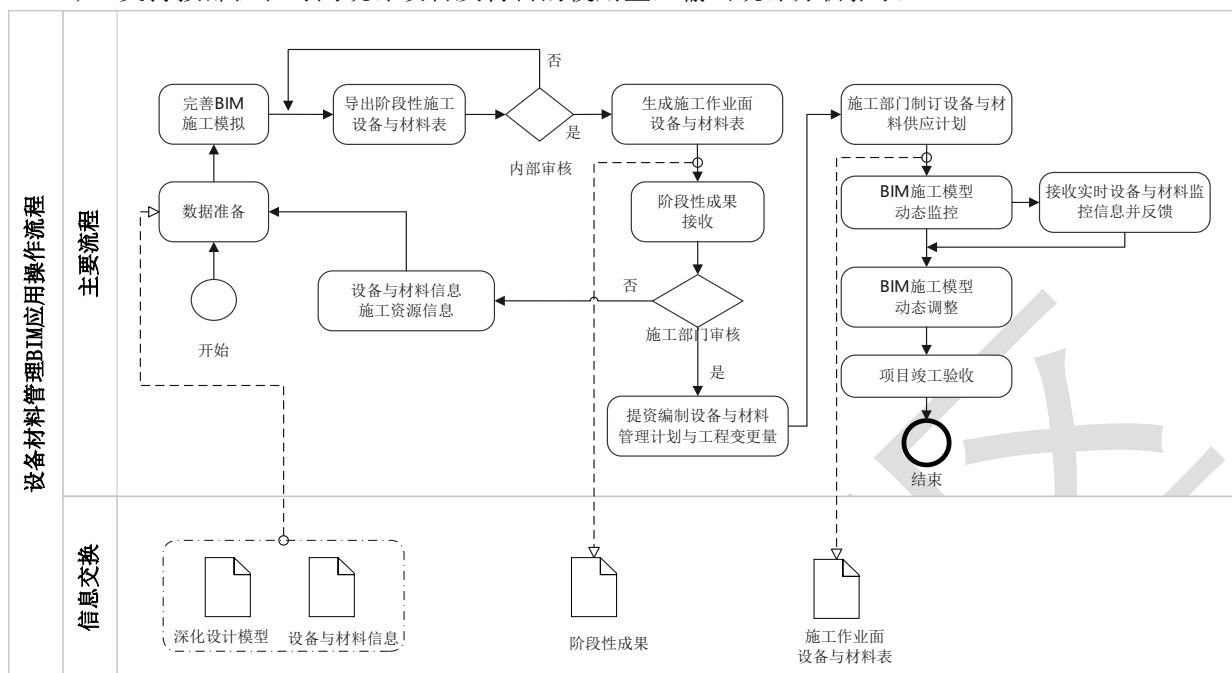 设备材料管理BIM应用操作流程
主要流程
信息交换
否
完善BIM
施工模拟
导出阶段性施工
设备与材料表
是
内部审核
生成施工作业面
设备与材料表
施工部门制订设备与材
料供应计划
数据准备
阶段性成果
接收
BIM施工模型
动态监控
接收实时设备与材料监
控信息并反馈
设备与材料信息
施工资源信息
否
施工部门审核
BIM施工模型
动态调整
开始
是
项目竣工验收
提资编制设备与材料
管理计划与工程变更量
结束
深化设计模型
设备与材料信息
阶段性成果
施工作业面
设备与材料表